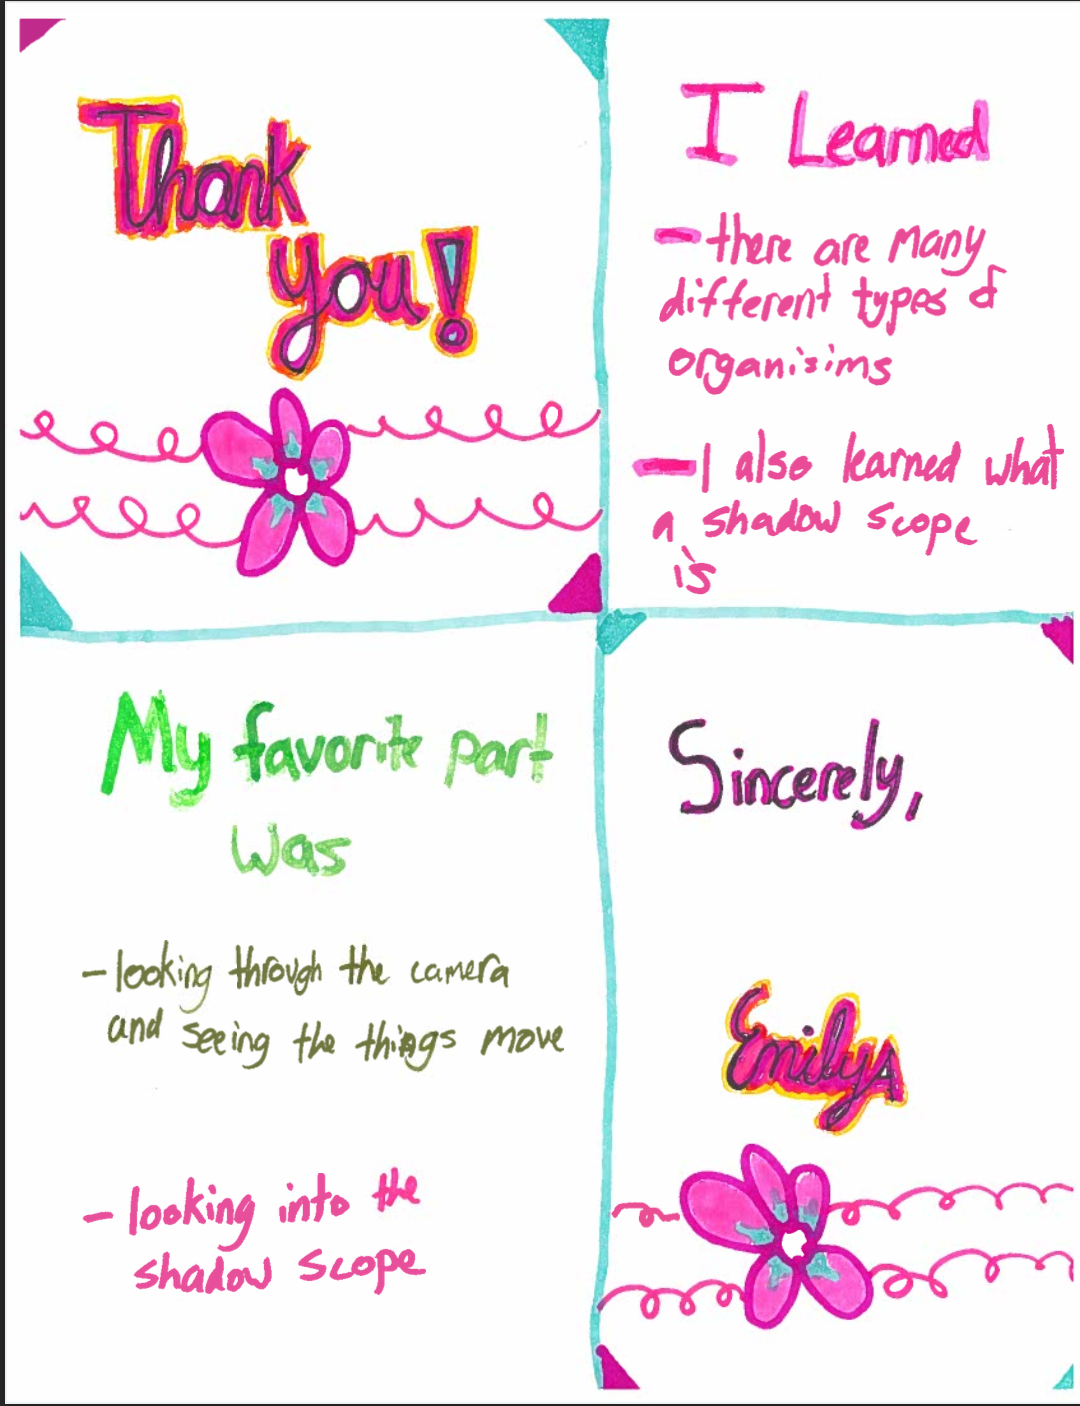 Thank
you!
I Learned
- there are many
different types of
organisims
- I also learned what
a shadow scope
is
My favorite part
was
- looking through the camera
and seeing the things move
- looking into the
shadow scope
Sincerely,
Emily A